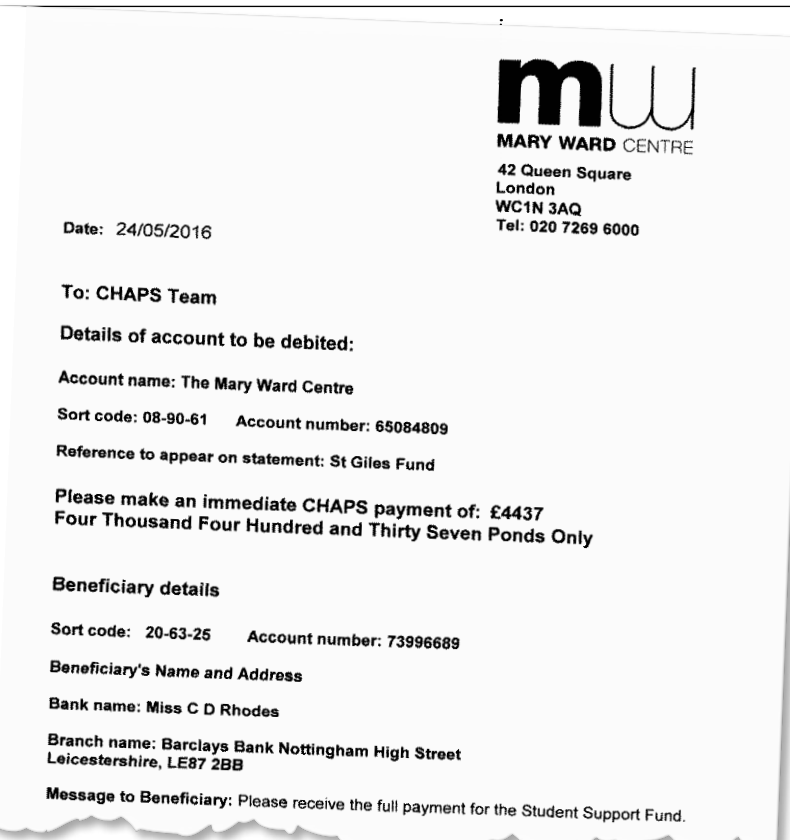 mw
MARY WARD CENTRE
42 Queen Square
London
WC1N 3AQ
Tel: 020 7269 6000
Date: 24/05/2016
To: CHAPS Team
Details of account to be debited:
Account name: The Mary Ward Centre
Sort code: 08-90-61 Account number: 65084809
Reference to appear on statement: St Giles Fund
Please make an immediate CHAPS payment of: £4437
Four Thousand Four Hundred and Thirty Seven Ponds Only
Beneficiary details
Sort code: 20-63-25 Account number: 73996689
Beneficiary's Name and Address
Bank name: Miss C D Rhodes
Branch name: Barclays Bank Nottingham High Street
Leicestershire, LE87 2BB
Message to Beneficiary: Please receive the full payment for the Student Support Fund.